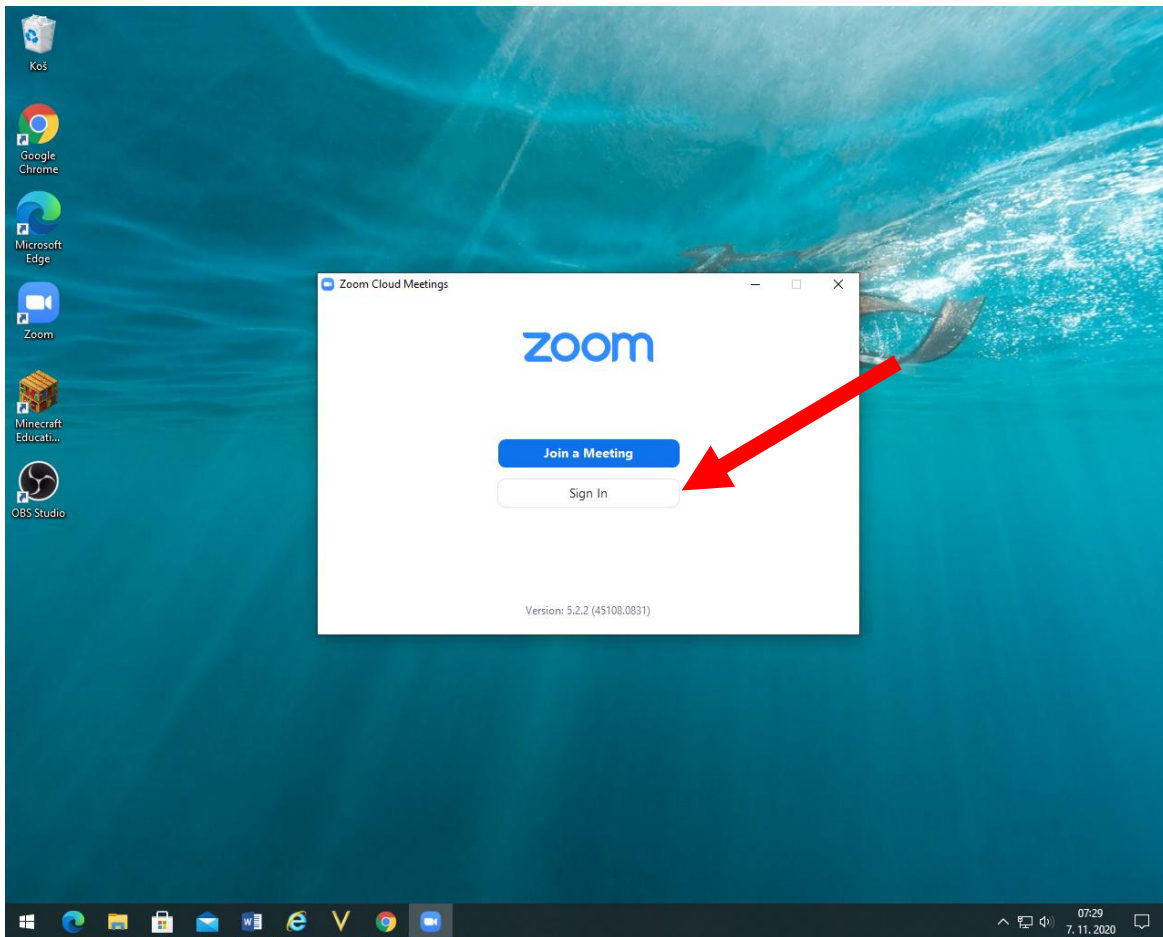 Koš
Google
Chrome
Microsoft
Edge
Zoom
Minecraft
Educati...
OBS Studio
Zoom Cloud Meetings
zoom
Join a Meeting
Sign In
Version: 5.2.2 (45108.0831)
07:29
7. 11. 2020